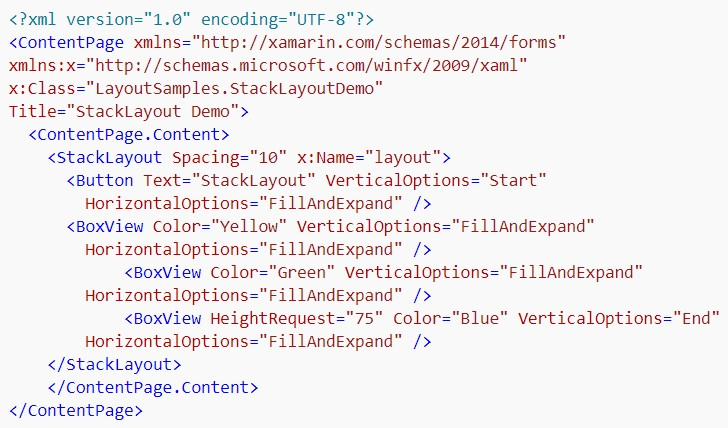 <?xml version="1.0" encoding="UTF-8"?>
<ContentPage xmlns="http://xamarin.com/schemas/2014/forms"
xmlns:x="http://schemas.microsoft.com/winfx/2009/xaml"
x:Class="LayoutSamples.StackLayoutDemo"
Title="StackLayout Demo">
  <ContentPage.Content>
    <StackLayout Spacing="10" x:Name="layout">
      <Button Text="StackLayout" VerticalOptions="Start"
        HorizontalOptions="FillAndExpand" />
      <BoxView Color="Yellow" VerticalOptions="FillAndExpand"
        HorizontalOptions="FillAndExpand" />
            <BoxView Color="Green" VerticalOptions="FillAndExpand"
        HorizontalOptions="FillAndExpand" />
            <BoxView HeightRequest="75" Color="Blue" VerticalOptions="End"
        HorizontalOptions="FillAndExpand" />
    </StackLayout>
    </ContentPage.Content>
</ContentPage>